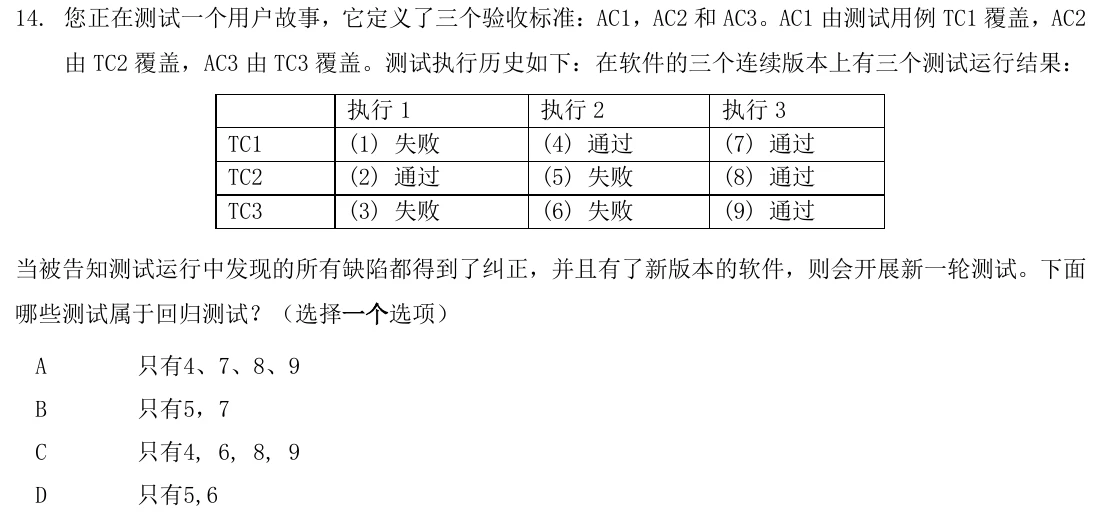 14. 您正在测试一个用户故事，它定义了三个验收标准：AC1，AC2 和 AC3。AC1 由测试用例 TC1 覆盖，AC2
由 TC2 覆盖，AC3 由 TC3 覆盖。测试执行历史如下：在软件的三个连续版本上有三个测试运行结果：
执行 1 执行 2 执行 3
TC1 (1) 失败 (4) 通过 (7) 通过
TC2 (2) 通过 (5) 失败 (8) 通过
TC3 (3) 失败 (6) 失败 (9) 通过
当被告知测试运行中发现的所有缺陷都得到了纠正，并且有了新版本的软件，则会开展新一轮测试。下面
哪些测试属于回归测试？（选择一个选项）
A 只有4、7、8、9
B 只有5，7
C 只有4, 6, 8, 9
D 只有5,6